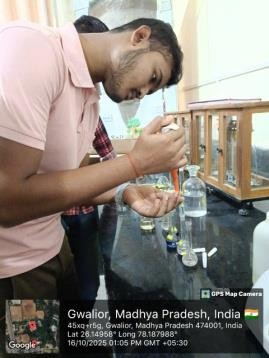 GPS Map Camera
Gwalior, Madhya Pradesh, India 🇮🇳
45xq+r5g, Gwalior, Madhya Pradesh 474001, India
Lat 26.14958° Long 78.187988°
16/10/2025 01:05 PM GMT +05:30
Google